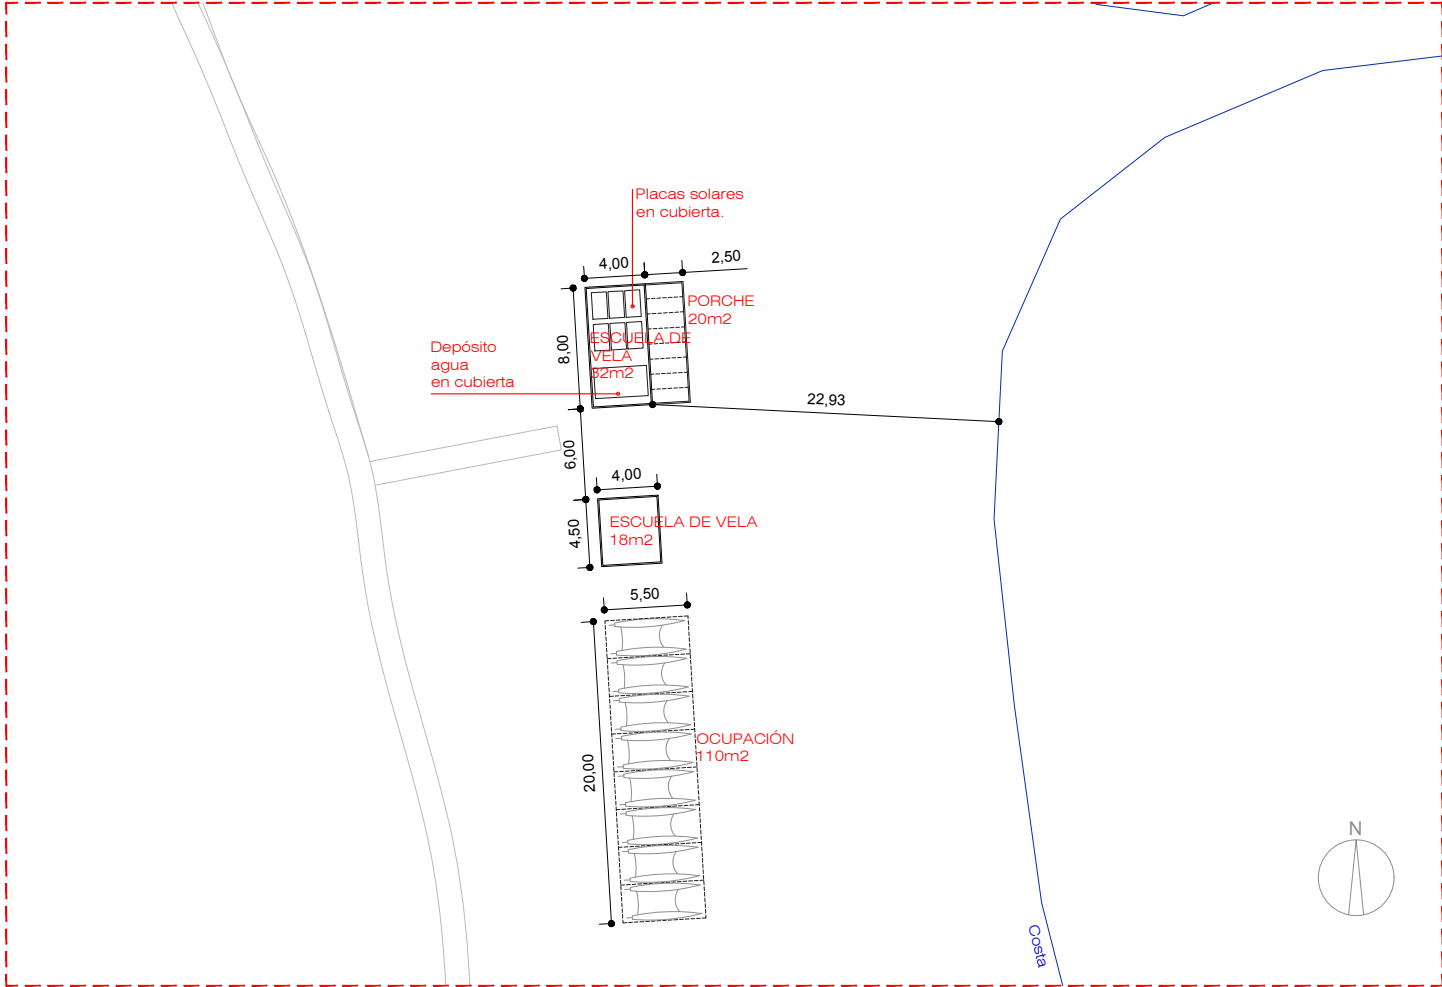 Placas solares
en cubierta.
4,00
2,50
PORCHE
20m2
8,00
ESCUELA DE
VELA
32m2
Depósito
agua
en cubierta
22,93
6,00
4,00
4,50
ESCUELA DE VELA
18m2
5,50
20,00
OCUPACIÓN
110m2
N
Costa